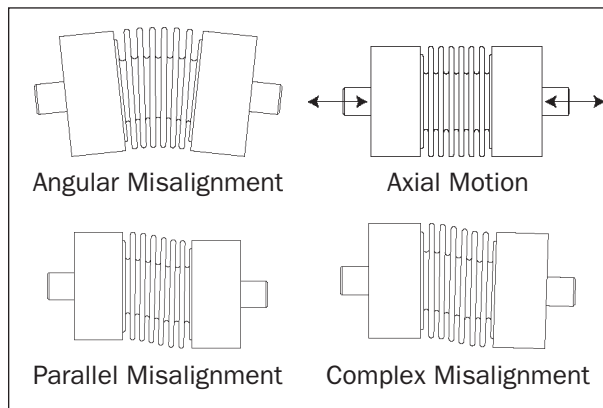 Angular Misalignment
Axial Motion
Parallel Misalignment
Complex Misalignment